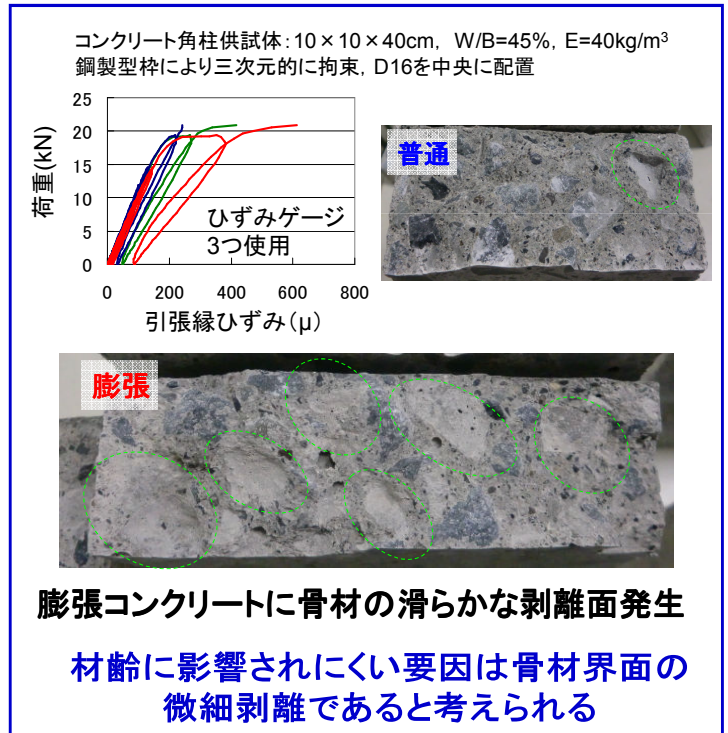 コンクリート角柱供試体：10×10×40cm, W/B=45%, E=40kg/m³
鋼製型枠により三次元的に拘束, D16を中央に配置
25
20
15
10
5
0
荷重(kN)
ひずみゲージ
3つ使用
0 200 400 600 800
引張縁ひずみ(μ)
普通
膨張
膨張コンクリートに骨材の滑らかな剥離面発生
材齢に影響されにくい要因は骨材界面の
微細剥離であると考えられる